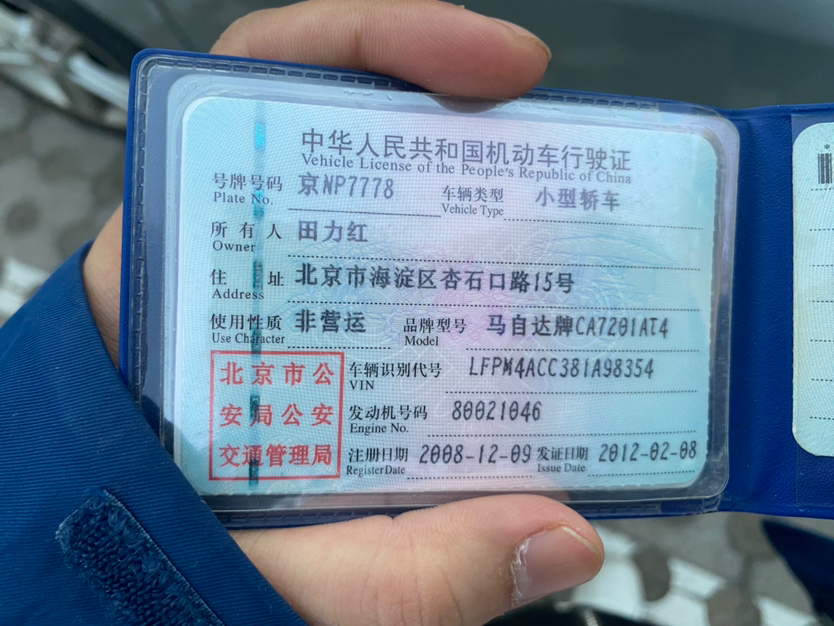 中华人民共和国机动车行驶证
Vehicle License of the People's Republic of China
号牌号码 京NP7778 车辆类型 小型轿车
Plate No. Vehicle Type
所有人 田力红
Owner
住址 北京市海淀区杏石口路15号
Address
使用性质 非营运 品牌型号 马自达牌CA7201AT4
Use Character Model
北京市公
安局公安
交通管理局
车辆识别代号 LFPM4ACC381A98354
VIN
发动机号码 80021046
Engine No.
注册日期 2008-12-09 发证日期 2012-02-08
Register Date Issue Date